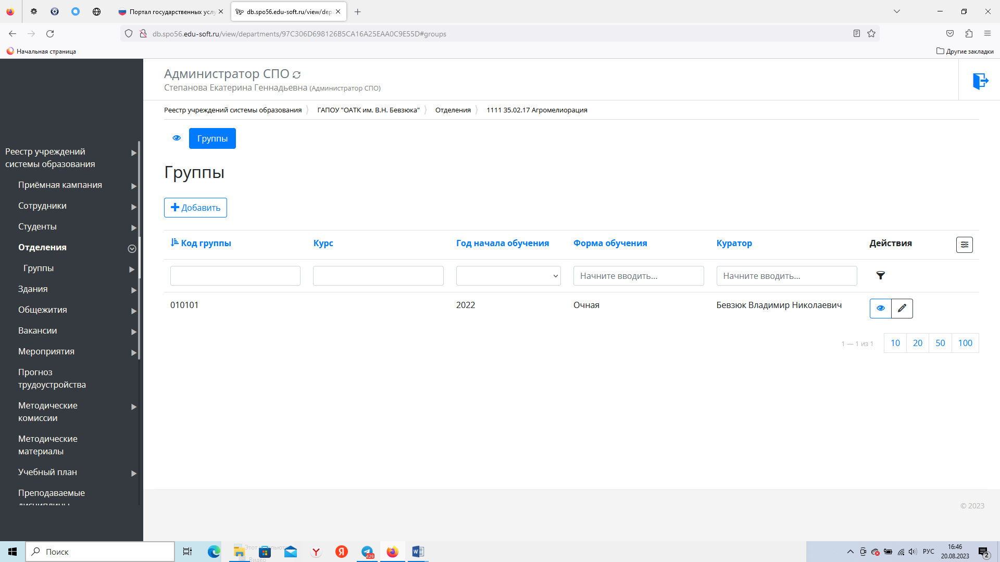 Портал государственных услу
db.spo56.edu-soft.ru/view/depa
db.spo56.edu-soft.ru/view/departments/97C306D698126B5CA16A25EAA0C9E55D#groups
Начальная страница
Другие закладки
Администратор СПО
Степанова Екатерина Геннадьевна (Администратор СПО)
Реестр учреждений системы образования
ГАПОУ "ОАТК им. В.Н. Бевзюка"
Отделения
1111 35.02.17 Агромелиорация
Реестр учреждений
системы образования
Приёмная кампания
Сотрудники
Студенты
Отделения
Группы
Здания
Общежития
Вакансии
Мероприятия
Прогноз
трудоустройства
Методические
комиссии
Методические
материалы
Учебный план
Преподаваемые
дисциплины
Группы
Группы
Добавить
Код группы
Курс
Год начала обучения
Форма обучения
Куратор
Действия
Начните вводить...
Начните вводить...
010101
2022
Очная
Бевзюк Владимир Николаевич
1 — 1 из 1
10
20
50
100
© 2023
Поиск
Видео
429
РУС
16:46
20.08.2023
2